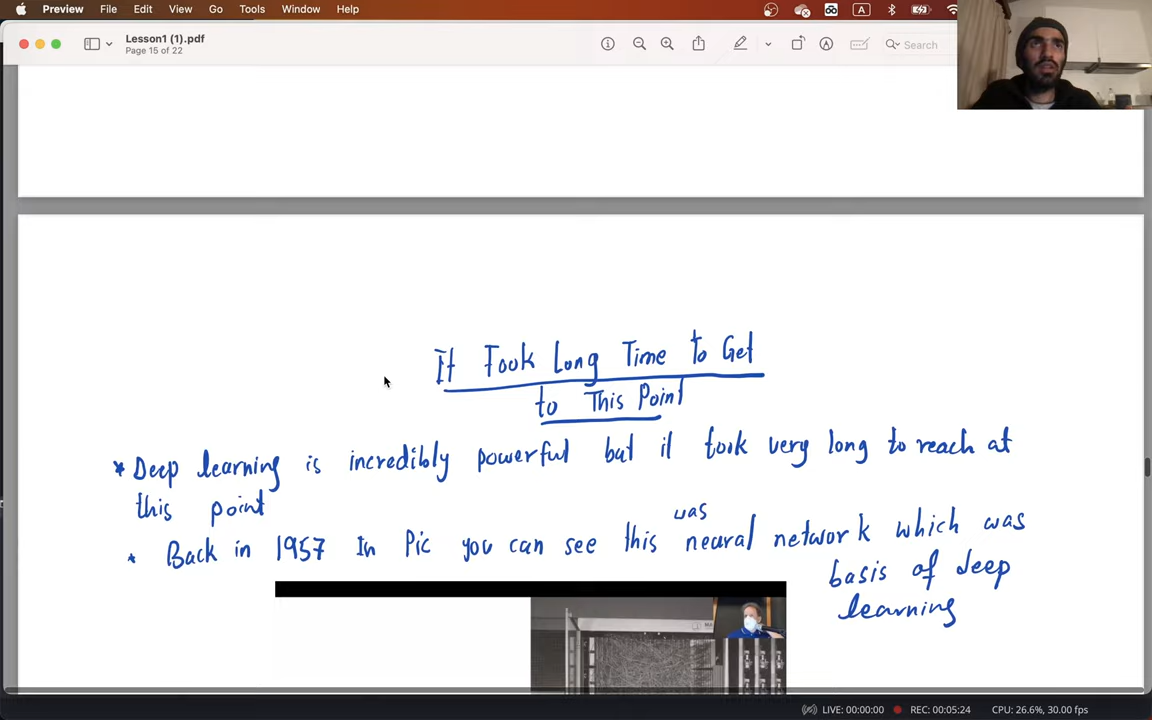 Preview File Edit View Go Tools Window Help
Lesson1 (1).pdf
Page 15 of 22
Search
A
It Took Long Time to Get
to This Point
* Deep learning is incredibly powerful but it took very long to reach at
this point
was
* Back in 1957 In Pic you can see this neural network which was
basis of deep
learning
LIVE: 00:00:00 REC: 00:05:24 CPU: 26.6%, 30.00 fps